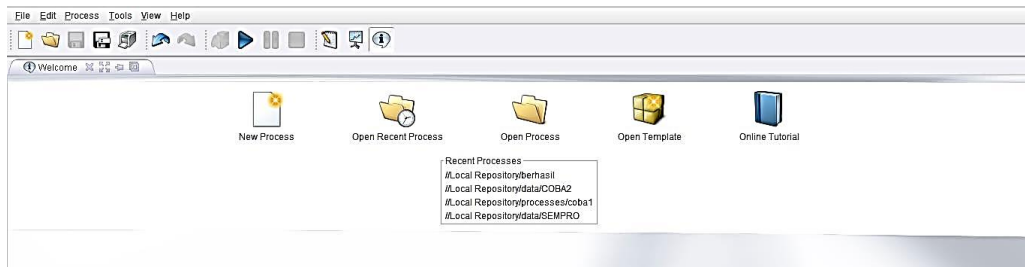 File Edit Process Tools View Help
Welcome
New Process Open Recent Process Open Process Open Template Online Tutorial
Recent Processes
//Local Repository/berhasil
//Local Repository/data/COBA2
//Local Repository/processes/coba1
//Local Repository/data/SEMPRO